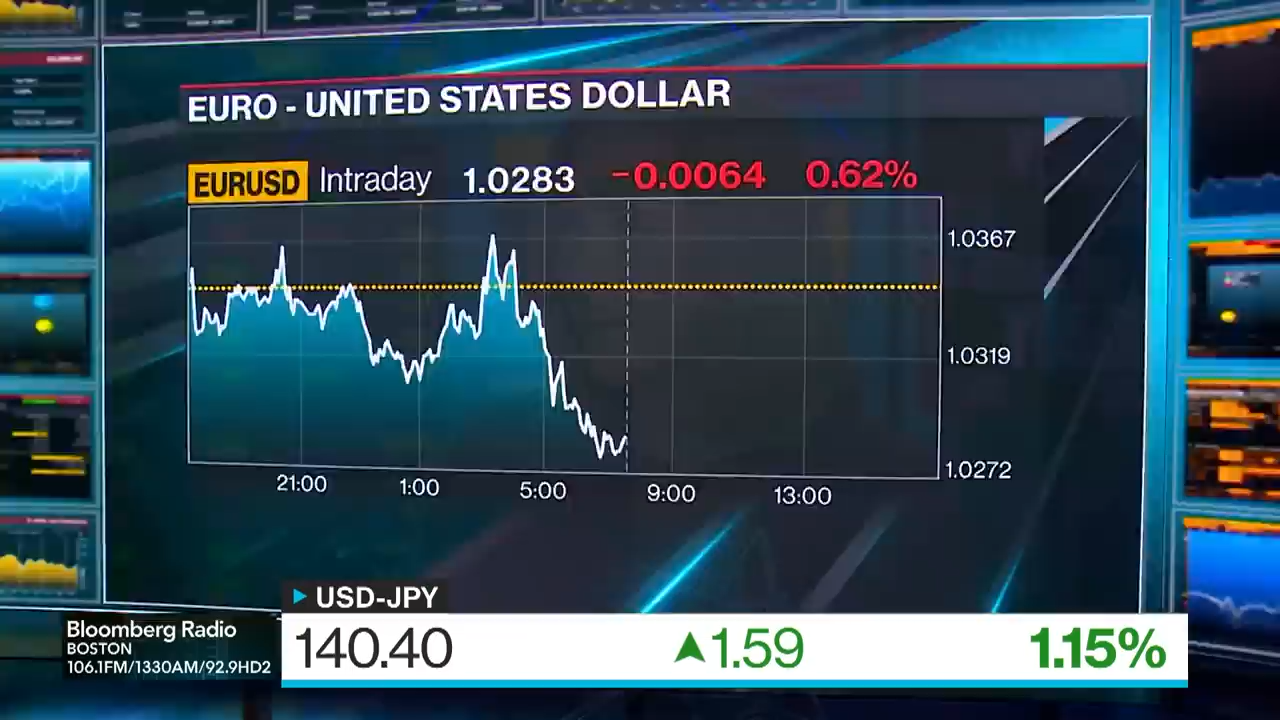 EURO - UNITED STATES DOLLAR
EURUSD Intraday 1.0283 -0.0064 0.62%
1.0367
1.0319
1.0272
21:00 1:00 5:00 9:00 13:00
USD-JPY
Bloomberg Radio
BOSTON
106.1FM/1330AM/92.9HD2
140.40 ▲1.59 1.15%